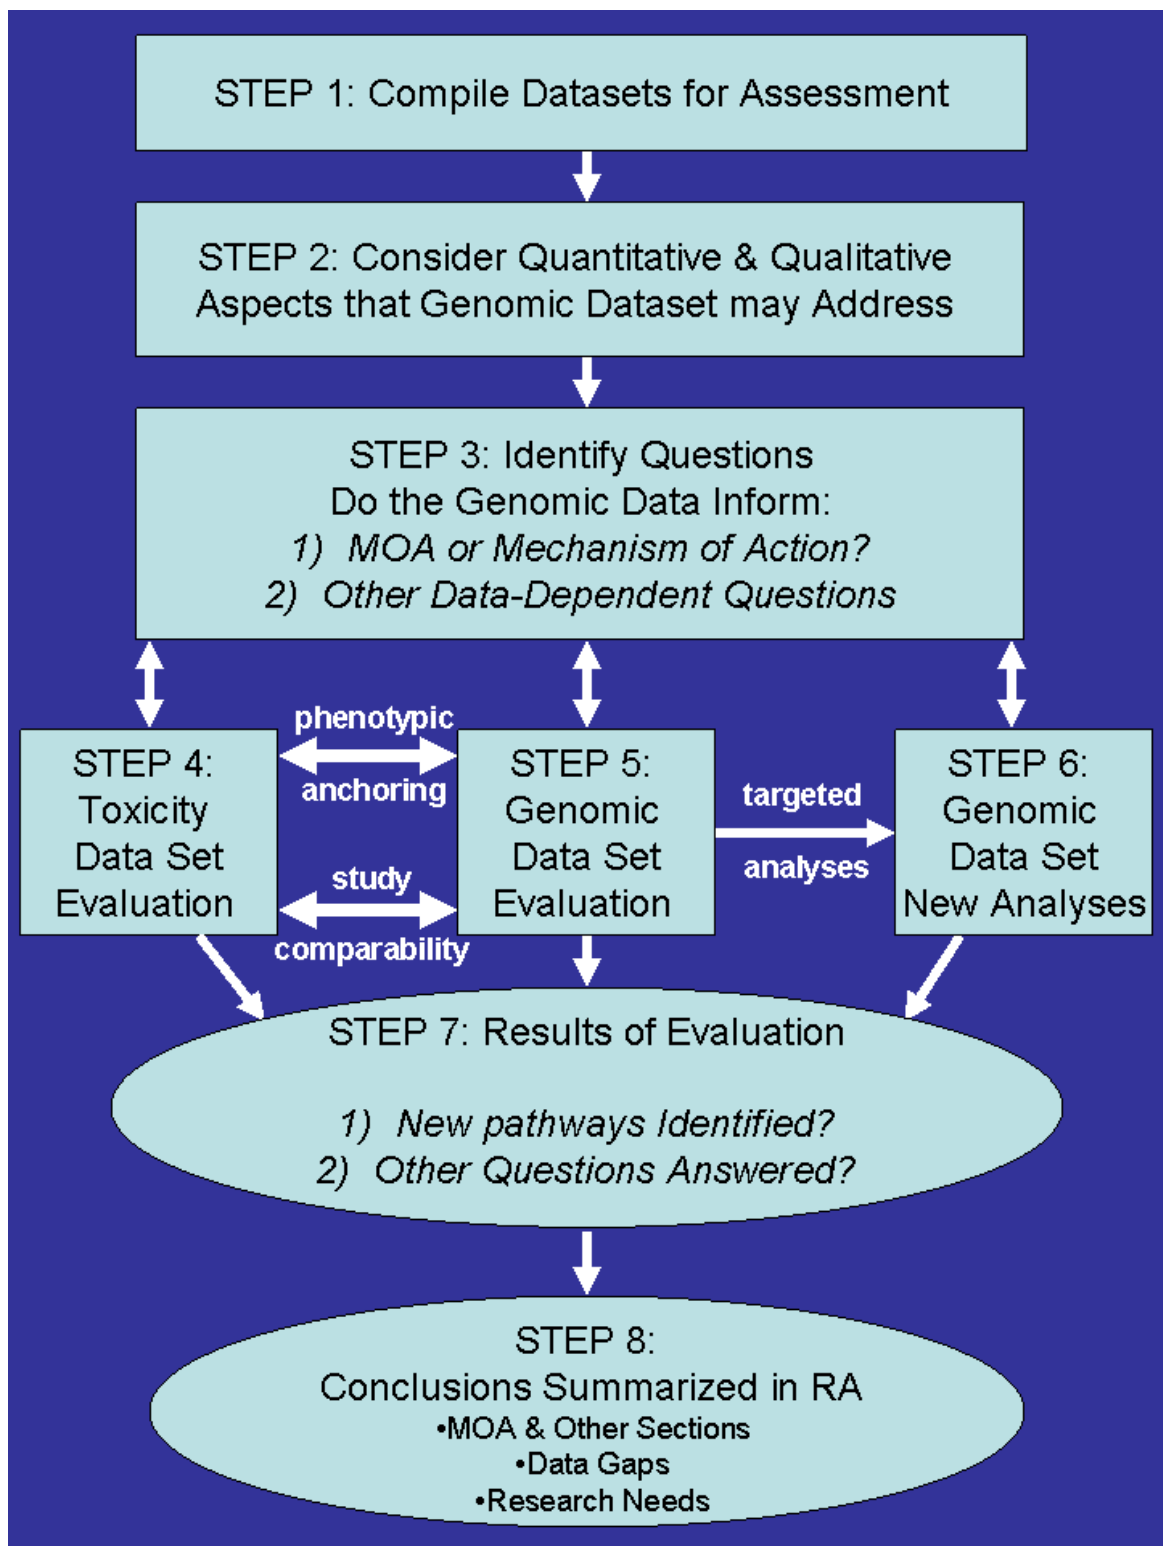 STEP 1: Compile Datasets for Assessment
STEP 2: Consider Quantitative & Qualitative
Aspects that Genomic Dataset may Address
STEP 3: Identify Questions
Do the Genomic Data Inform:
1) MOA or Mechanism of Action?
2) Other Data-Dependent Questions
STEP 4:
Toxicity
Data Set
Evaluation
phenotypic
anchoring
study
comparability
STEP 5:
Genomic
Data Set
Evaluation
targeted
analyses
STEP 6:
Genomic
Data Set
New Analyses
STEP 7: Results of Evaluation
1) New pathways Identified?
2) Other Questions Answered?
STEP 8:
Conclusions Summarized in RA
•MOA & Other Sections
•Data Gaps
•Research Needs